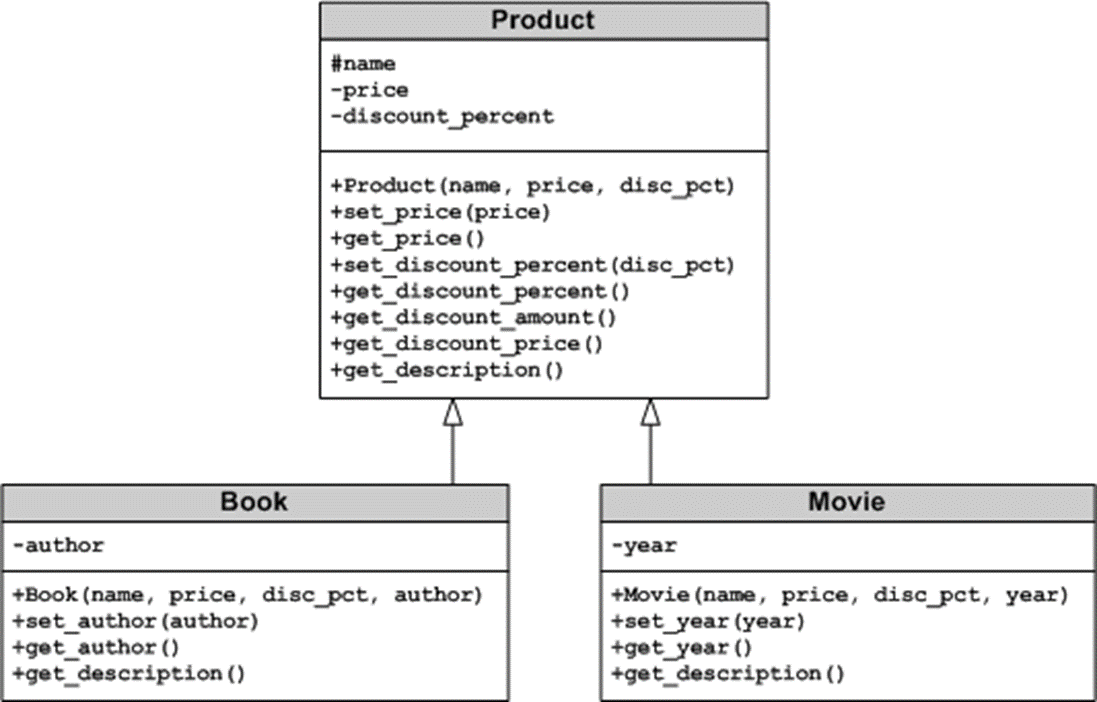 Product
#name
-price
-discount_percent
+Product(name, price, disc_pct)
+set_price(price)
+get_price()
+set_discount_percent(disc_pct)
+get_discount_percent()
+get_discount_amount()
+get_discount_price()
+get_description()
Book
-author
+Book(name, price, disc_pct, author)
+set_author(author)
+get_author()
+get_description()
Movie
-year
+Movie(name, price, disc_pct, year)
+set_year(year)
+get_year()
+get_description()